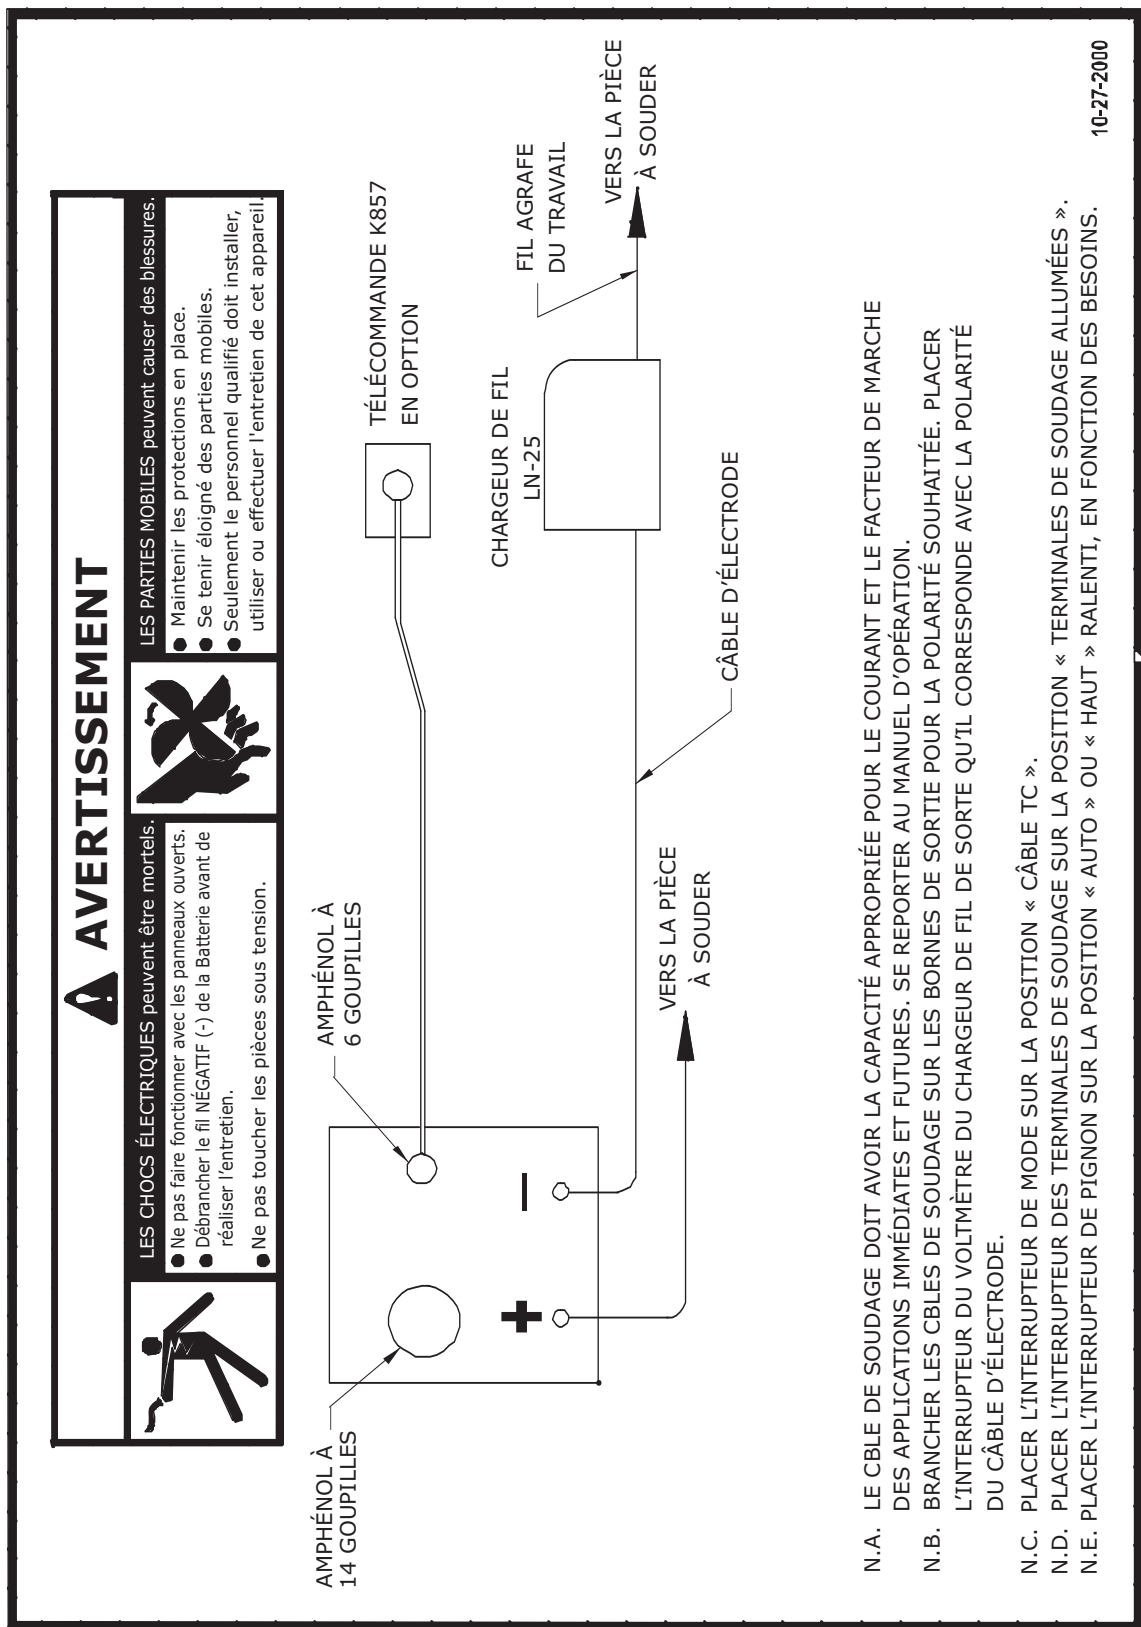 AVERTISSEMENT
LES CHOCS ÉLECTRIQUES peuvent être mortels.
Ne pas faire fonctionner avec les panneaux ouverts.
Débrancher le fil NÉGATIF (-) de la Batterie avant de
réaliser l'entretien.
Ne pas toucher les pièces sous tension.
LES PARTIES MOBILES peuvent causer des blessures.
Maintenir les protections en place.
Se tenir éloigné des parties mobiles.
Seulement le personnel qualifié doit installer,
utiliser ou effectuer l'entretien de cet appareil.
AMPHÉNOL À
14 GOUPILLES
AMPHÉNOL À
6 GOUPILLES
TÉLÉCOMMANDE K857
EN OPTION
+
−
CHARGEUR DE FIL
LN-25
FIL AGRAFE
DU TRAVAIL
VERS LA PIÈCE
À SOUDER
VERS LA PIÈCE
À SOUDER
CÂBLE D'ÉLECTRODE
N.A. LE CBLE DE SOUDAGE DOIT AVOIR LA CAPACITÉ APPROPRIÉE POUR LE COURANT ET LE FACTEUR DE MARCHE
DES APPLICATIONS IMMÉDIATES ET FUTURES. SE REPORTER AU MANUEL D'OPÉRATION.
N.B. BRANCHER LES CBLES DE SOUDAGE SUR LES BORNES DE SORTIE POUR LA POLARITÉ SOUHAITÉE. PLACER
L'INTERRUPTEUR DU VOLTMÈTRE DU CHARGEUR DE FIL DE SORTE QU'IL CORRESPONDE AVEC LA POLARITÉ
DU CÂBLE D'ÉLECTRODE.
N.C. PLACER L'INTERRUPTEUR DE MODE SUR LA POSITION « CÂBLE TC ».
N.D. PLACER L'INTERRUPTEUR DES TERMINALES DE SOUDAGE SUR LA POSITION « TERMINALES DE SOUDAGE ALLUMÉES ».
N.E. PLACER L'INTERRUPTEUR DE PIGNON SUR LA POSITION « AUTO » OU « HAUT » RALENTI, EN FONCTION DES BESOINS.
10-27-2000